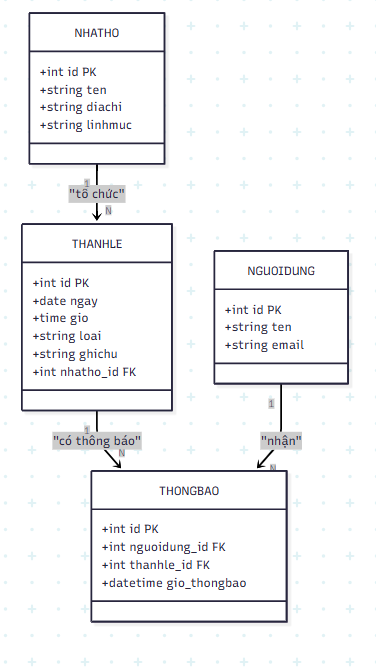 NHATHO
+int id PK
+string ten
+string diachi
+string linhmuc
1
"tổ chức"
N
THANHLE
+int id PK
+date ngay
+time gio
+string loai
+string ghichu
+int nhatho_id FK
NGUOIDUNG
+int id PK
+string ten
+string email
1
"có thông báo"
N
1
"nhận"
N
THONGBAO
+int id PK
+int nguoidung_id FK
+int thanhle_id FK
+datetime gio_thongbao